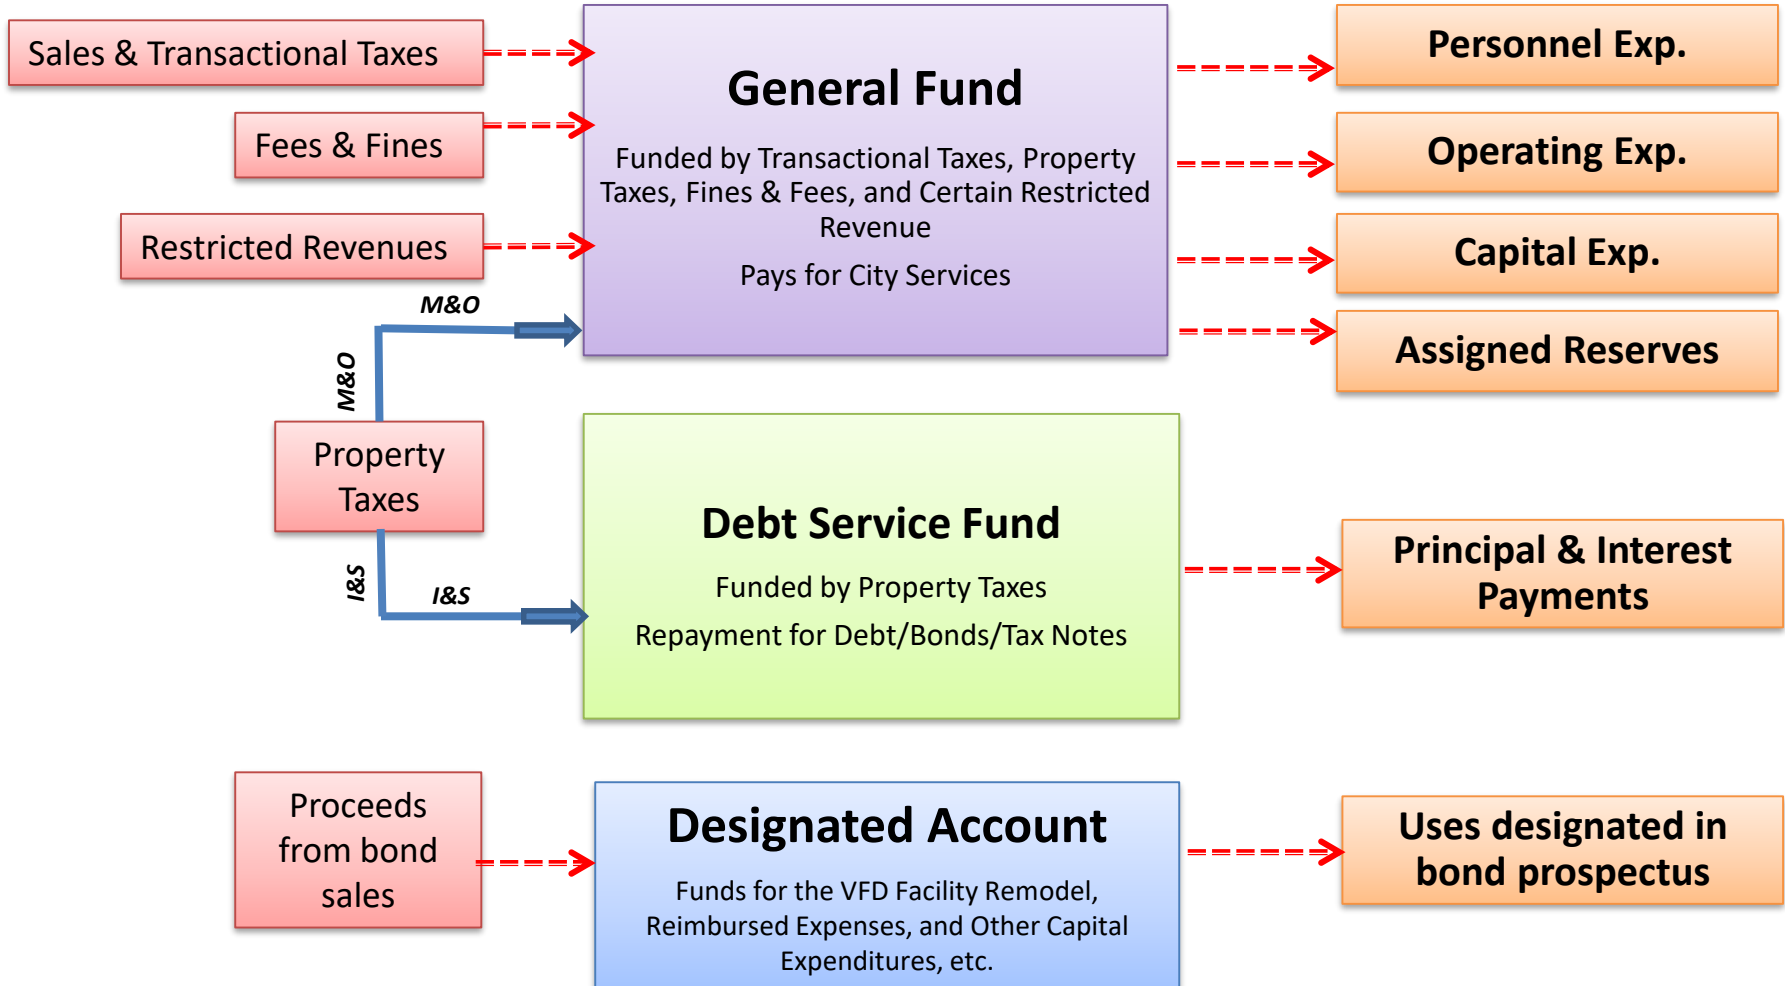 Sales & Transactional Taxes
Fees & Fines
Restricted Revenues
M&O
M&O
Property
Taxes
I&S
I&S
Proceeds
from bond
sales
General Fund
Funded by Transactional Taxes, Property
Taxes, Fines & Fees, and Certain Restricted
Revenue
Pays for City Services
Debt Service Fund
Funded by Property Taxes
Repayment for Debt/Bonds/Tax Notes
Designated Account
Funds for the VFD Facility Remodel,
Reimbursed Expenses, and Other Capital
Expenditures, etc.
Personnel Exp.
Operating Exp.
Capital Exp.
Assigned Reserves
Principal & Interest
Payments
Uses designated in
bond prospectus